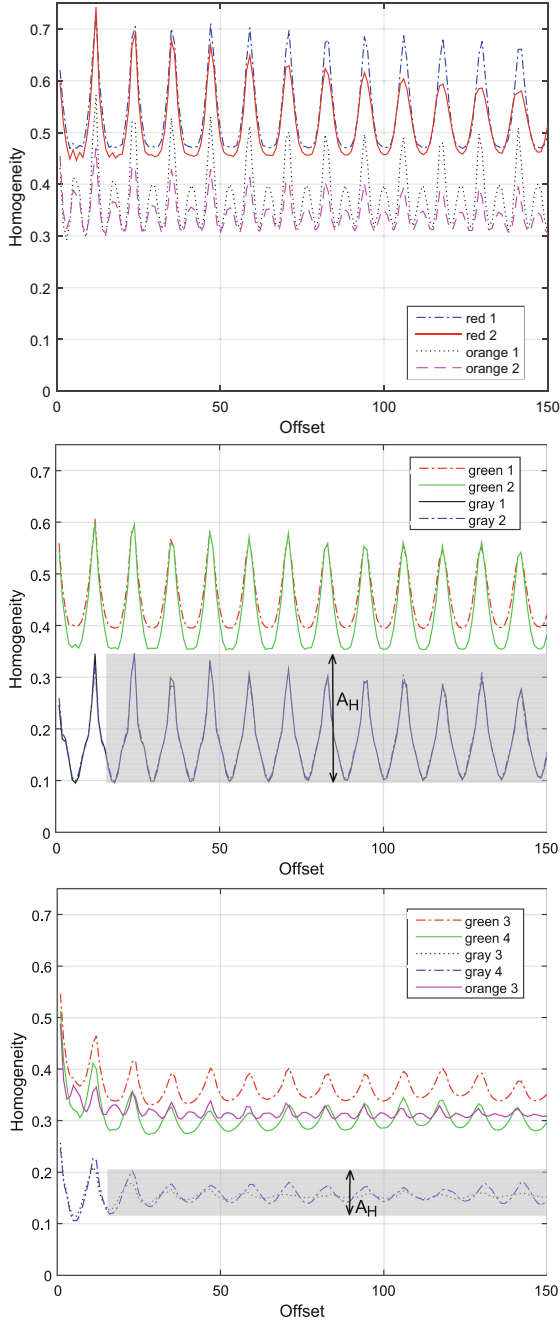 0.7
0.6
0.5
0.4
0.3
0.2
0.1
0
Homogeneity
red 1
red 2
orange 1
orange 2
0 50 100 150
Offset
0.7
0.6
0.5
0.4
0.3
0.2
0.1
0
Homogeneity
green 1
green 2
gray 1
gray 2
A_H
0 50 100 150
Offset
0.7
0.6
0.5
0.4
0.3
0.2
0.1
0
Homogeneity
green 3
green 4
gray 3
gray 4
orange 3
A_H
0 50 100 150
Offset